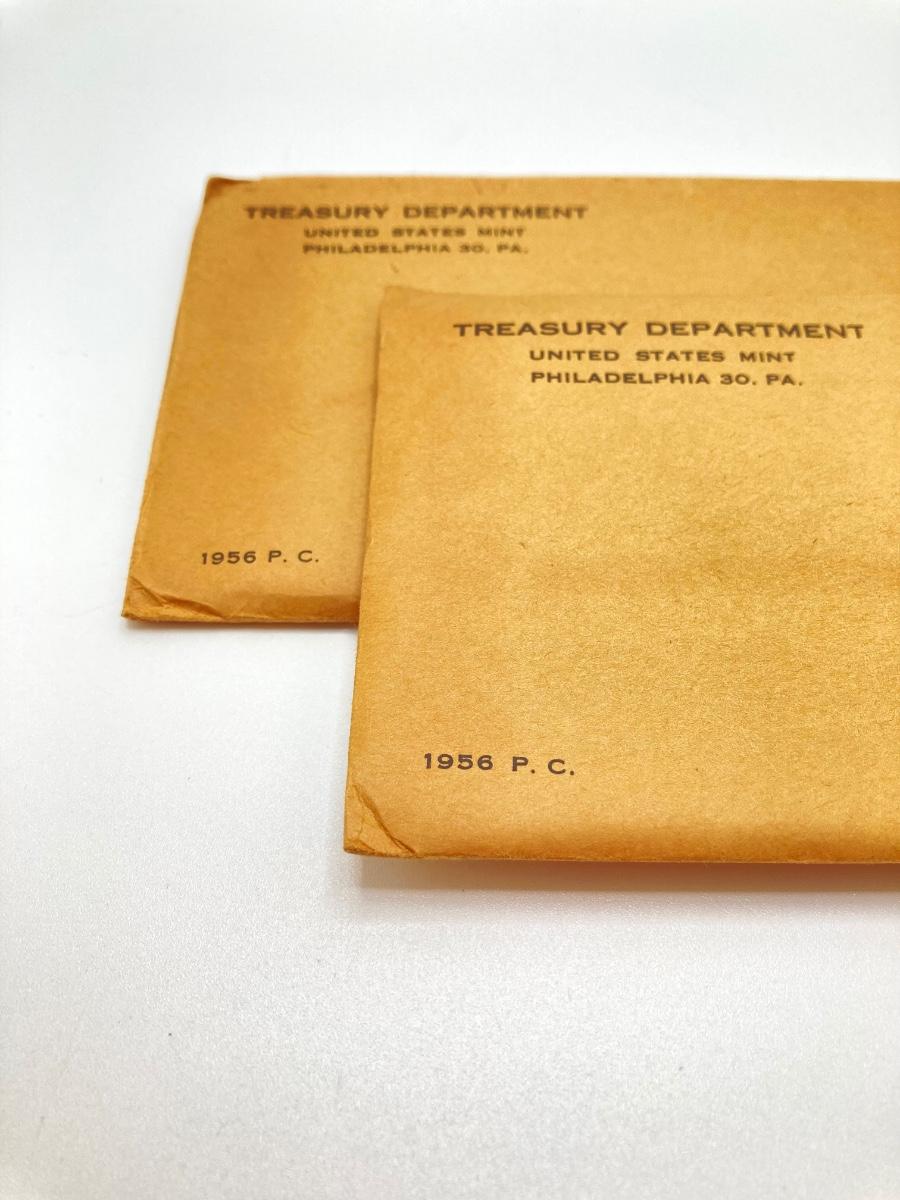 TREASURY DEPARTMENT
UNITED STATES MINT
PHILADELPHIA 30, PA.
1956 P. C.
TREASURY DEPARTMENT
UNITED STATES MINT
PHILADELPHIA 30, PA.
1956 P. C.